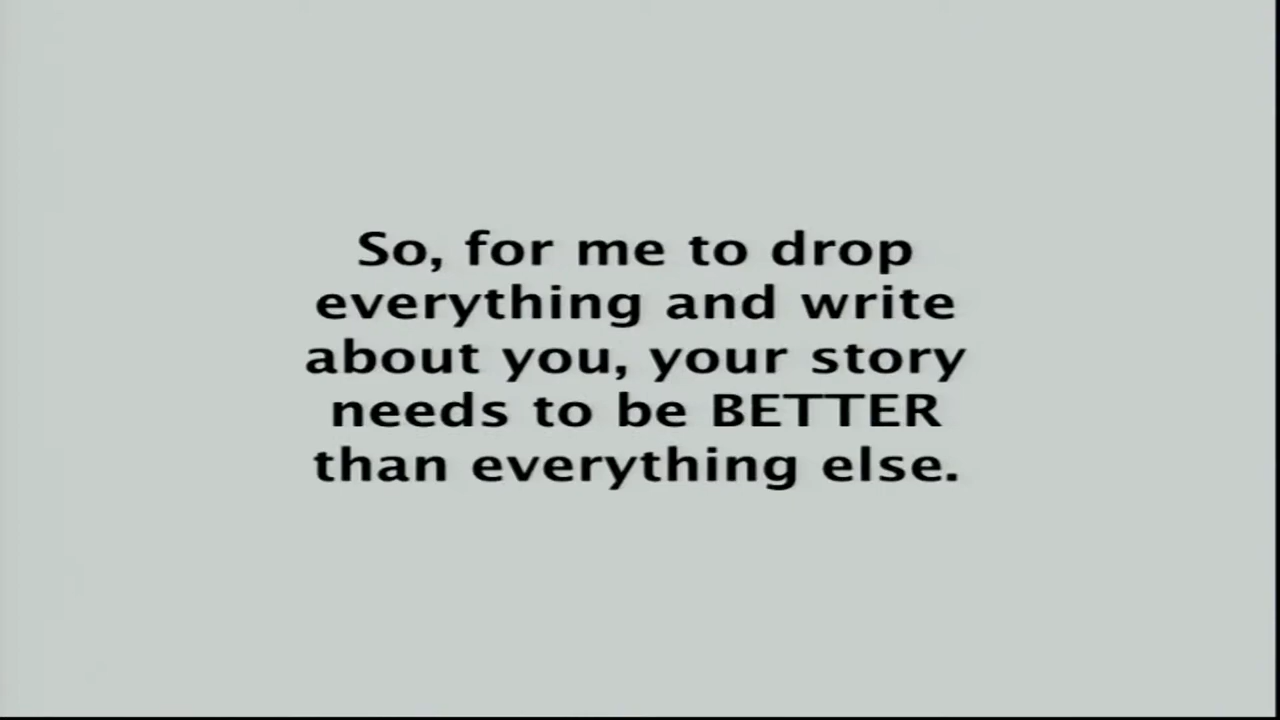 So, for me to drop
everything and write
about you, your story
needs to be BETTER
than everything else.